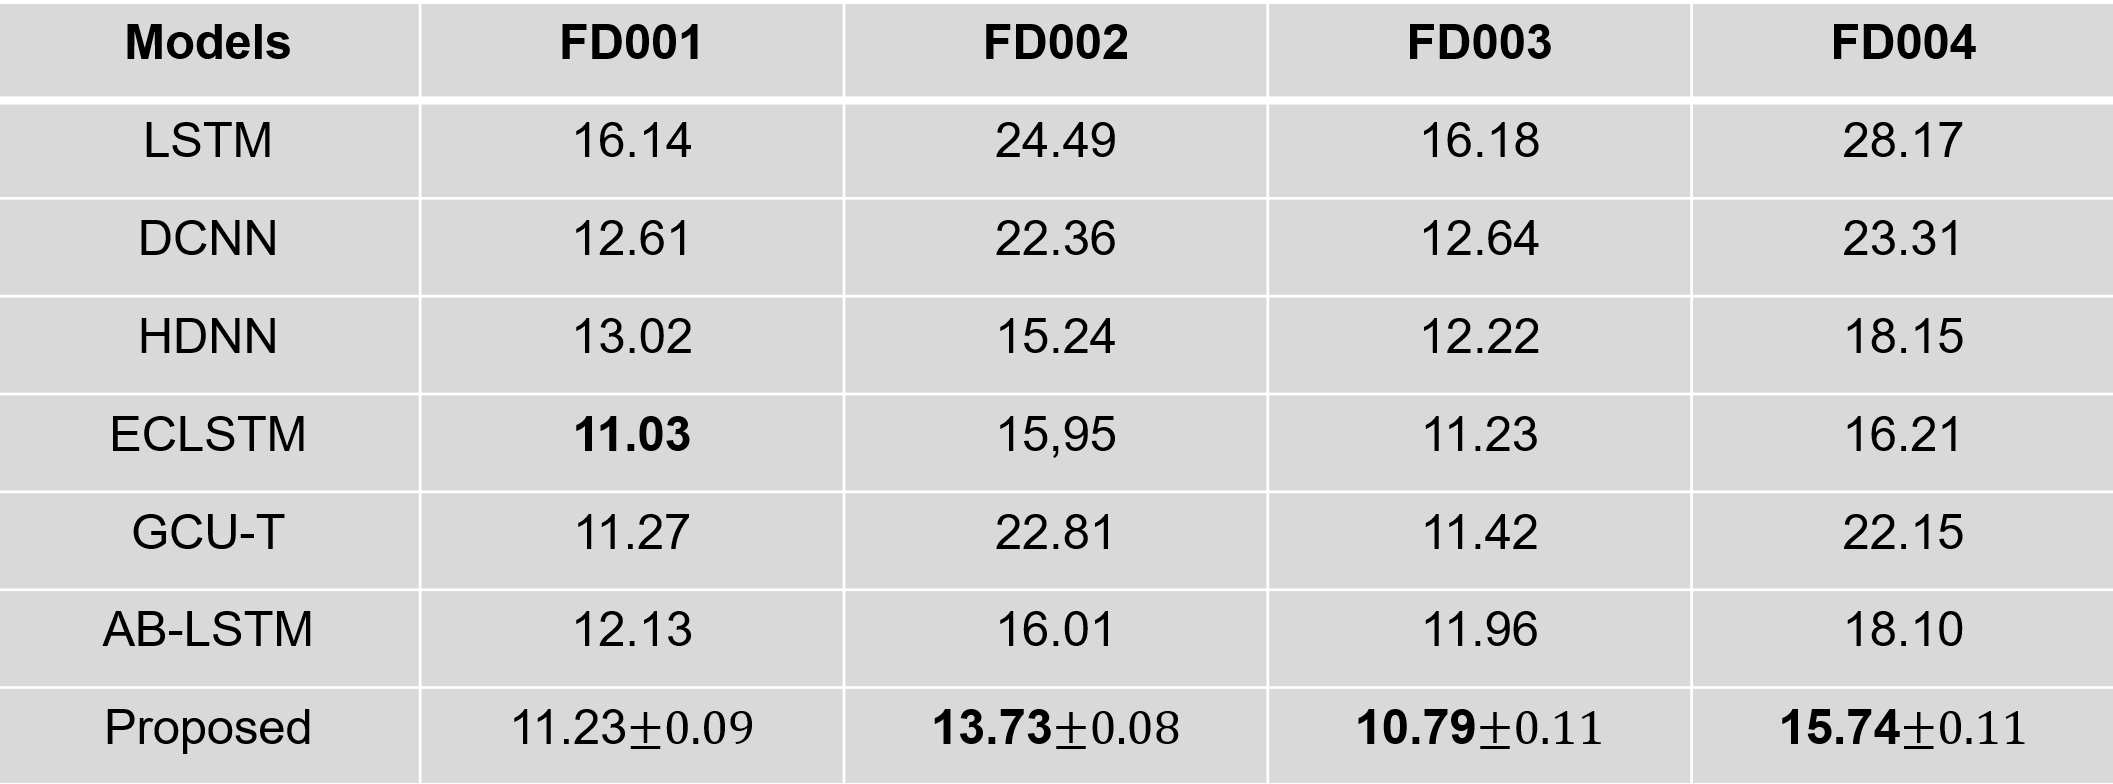 Models FD001 FD002 FD003 FD004
LSTM 16.14 24.49 16.18 28.17
DCNN 12.61 22.36 12.64 23.31
HDNN 13.02 15.24 12.22 18.15
ECLSTM 11.03 15,95 11.23 16.21
GCU-T 11.27 22.81 11.42 22.15
AB-LSTM 12.13 16.01 11.96 18.10
Proposed 11.23±0.09 13.73±0.08 10.79±0.11 15.74±0.11